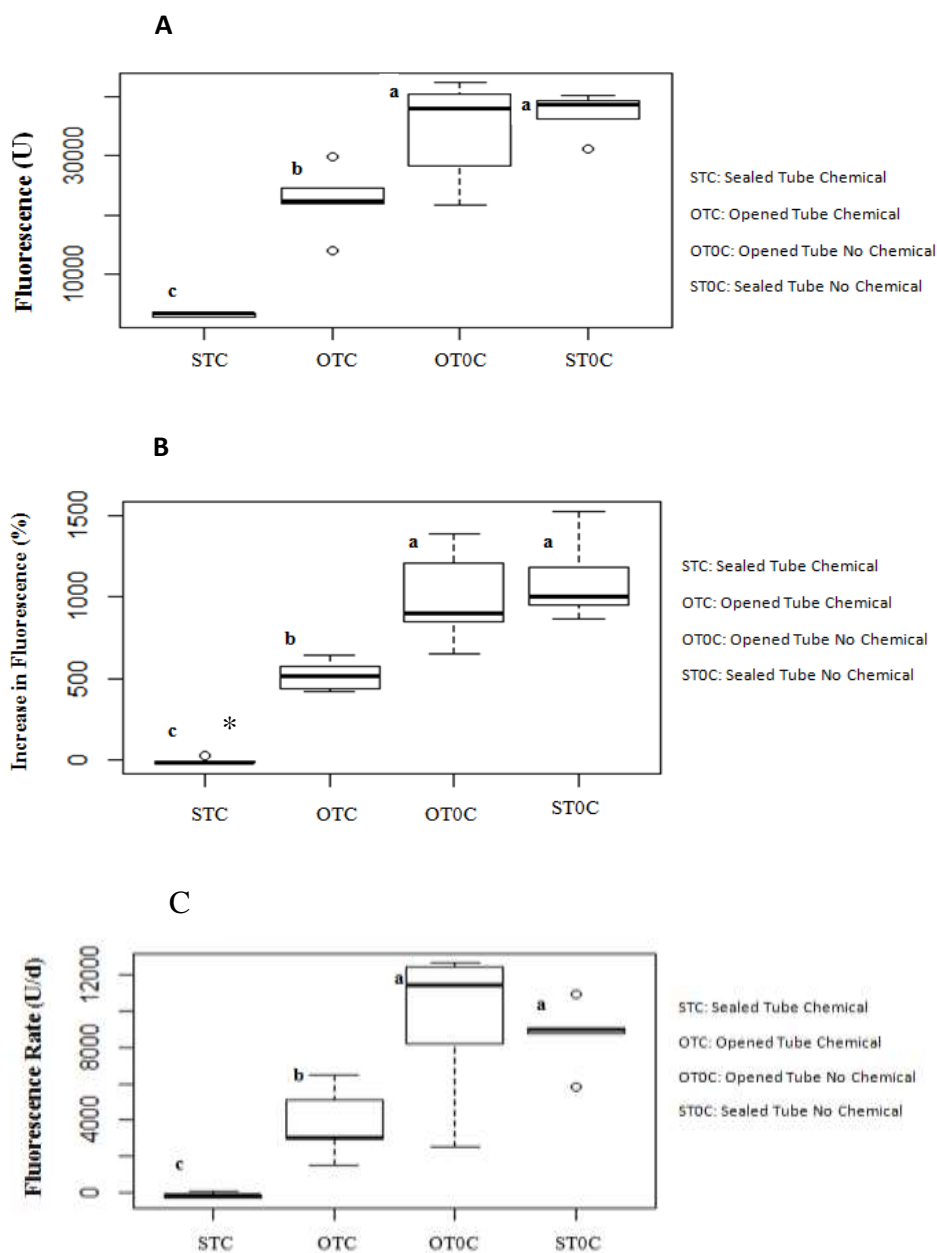 A
Fluorescence (U)
30000
10000
a
a
b
c
STC
OTC
OT0C
ST0C
STC: Sealed Tube Chemical
OTC: Opened Tube Chemical
OT0C: Opened Tube No Chemical
ST0C: Sealed Tube No Chemical
B
Increase in Fluorescence (%)
1500
1000
500
0
a
a
b
c
*
STC
OTC
OT0C
ST0C
STC: Sealed Tube Chemical
OTC: Opened Tube Chemical
OT0C: Opened Tube No Chemical
ST0C: Sealed Tube No Chemical
C
Fluorescence Rate (U/d)
12000
8000
4000
0
a
a
b
c
STC
OTC
OT0C
ST0C
STC: Sealed Tube Chemical
OTC: Opened Tube Chemical
OT0C: Opened Tube No Chemical
ST0C: Sealed Tube No Chemical